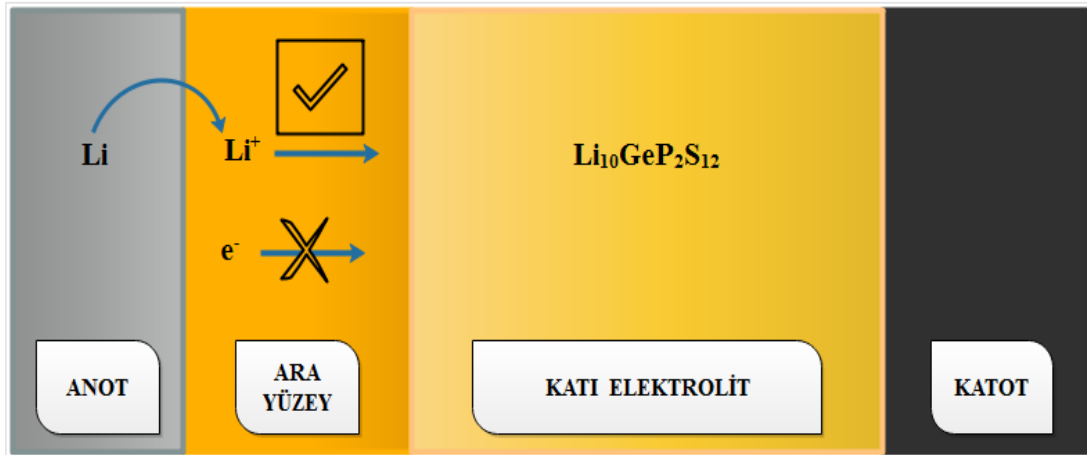 Li
Li⁺
Li₁₀GeP₂S₁₂
e⁻
ANOT
ARA
YÜZEY
KATI ELEKTROLİT
KATOT